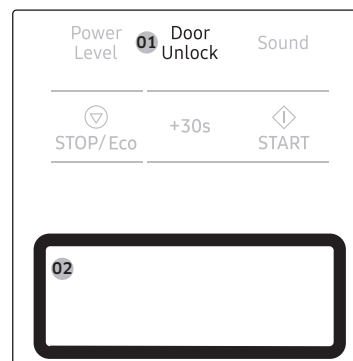 Power Level
01 Door Unlock
Sound
STOP/Eco
+30s
START
02